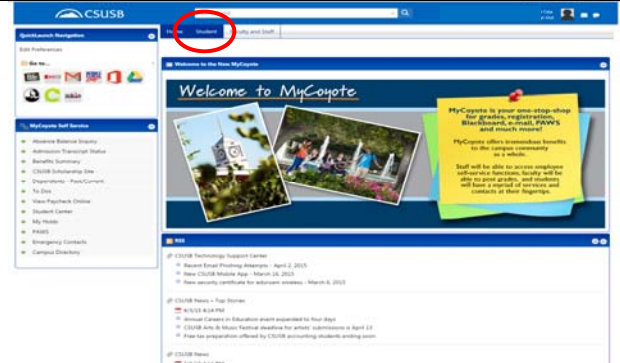 CSUSB
QuickLaunch Navigation
Edit Preferences
Go to...
MyCoyote Self Service
Absence Balance Inquiry
Admission Transcript Status
Benefits Summary
CSUSB Scholarship Site
Dependents - Past/Current
To Dos
View Paycheck Online
Student Center
My Holds
PAWS
Emergency Contacts
Campus Directory
Home Student Faculty and Staff
Welcome to the New MyCoyote
Welcome to MyCoyote
MyCoyote is your one-stop-shop
for grades, registration,
Blackboard, e-mail, PAWS
and much more!
MyCoyote offers tremendous benefits
to the campus community
as a whole.
Staff will be able to access employee
self-service functions, faculty will be
able to post grades, and students
will have a myriad of services and
contacts at their fingertips.
RSS
CSUSB Technology Support Center
Recent Email Phishing Attempts - April 2, 2015
New CSUSB Mobile App - March 16, 2015
New security certificate for eduroam wireless - March 6, 2015
CSUSB News - Top Stories
4/3/15 4:24 PM
Annual Careers in Education event expanded to four days
CSUSB Arts & Music Festival deadline for artists' submissions is April 13
Free tax preparation offered by CSUSB accounting students ending soon
CSUSB News